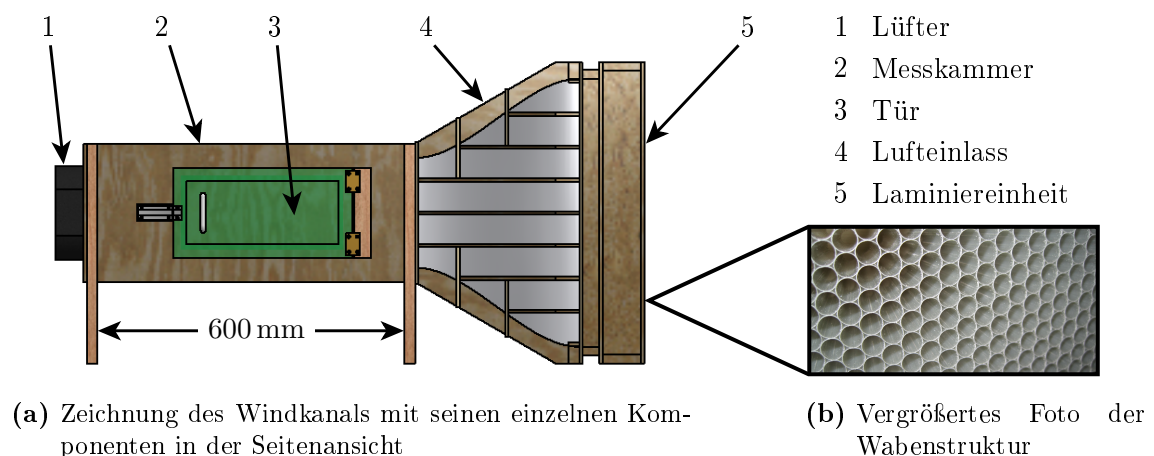 1 2 3 4 5
1 Lüfter
2 Messkammer
3 Tür
4 Lufteinlass
5 Laminiereinheit
600 mm
(a) Zeichnung des Windkanals mit seinen einzelnen Kom-
ponenten in der Seitenansicht
(b) Vergrößertes Foto der
Wabenstruktur